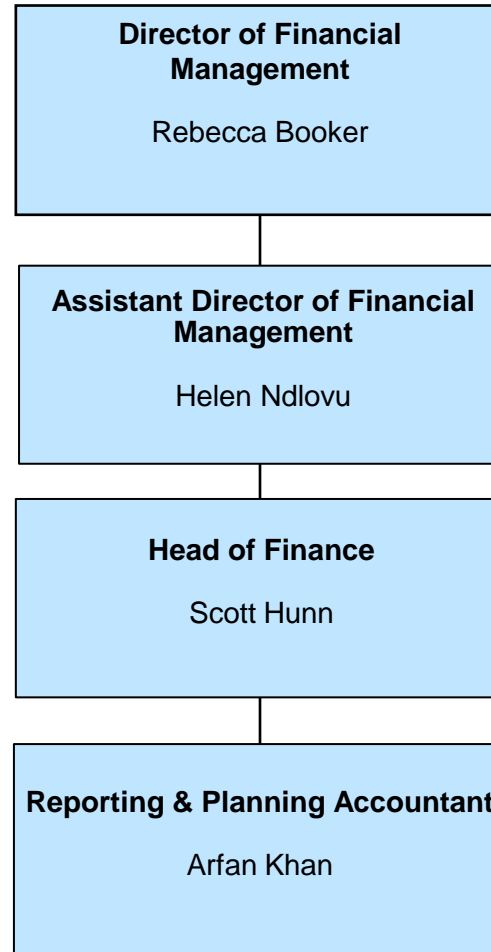 Director of Financial
Management
Rebecca Booker
Assistant Director of Financial
Management
Helen Ndlovu
Head of Finance
Scott Hunn
Reporting & Planning Accountant
Arfan Khan